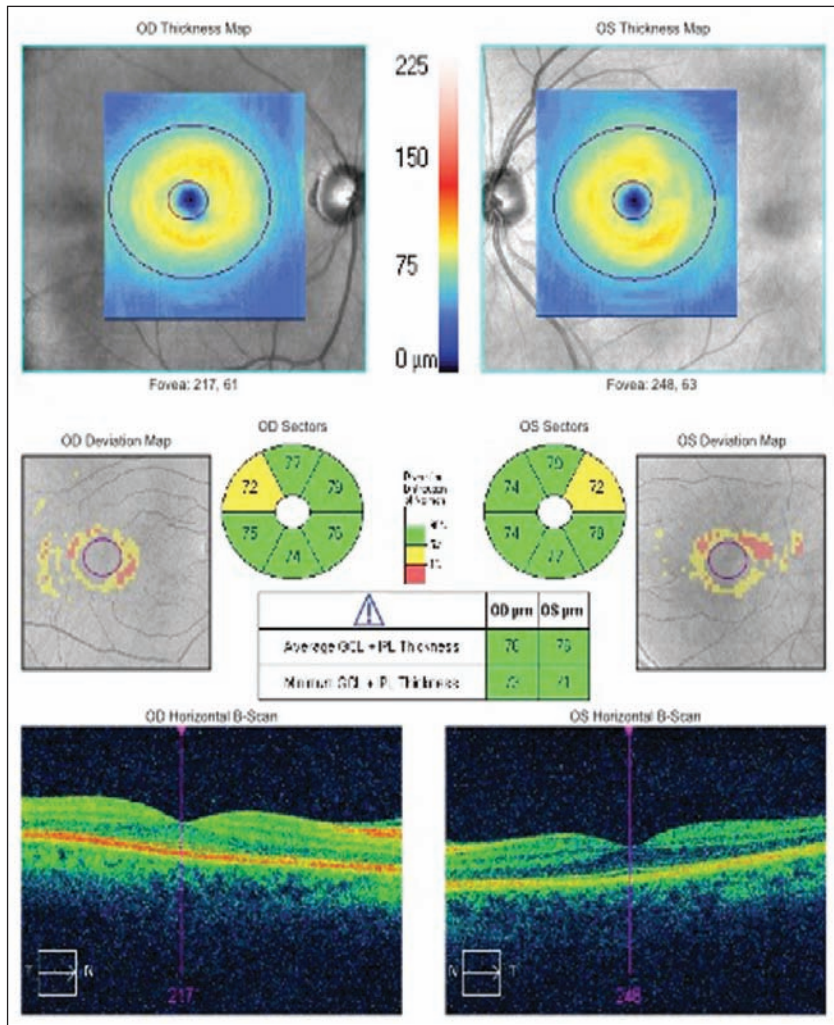 OD Thickness Map
OS Thickness Map
225
150
75
0 µm
Fovea: 217, 61
Fovea: 248, 63
OD Deviation Map
OD Sectors
OS Sectors
OS Deviation Map
77
72
79
75
76
74
79
74
72
74
78
77
of
OD µm OS µm
Average GCL + IPL Thickness
Minimum GCL + IPL Thickness
OD Horizontal B-Scan
OS Horizontal B-Scan
T N
217
N T
248